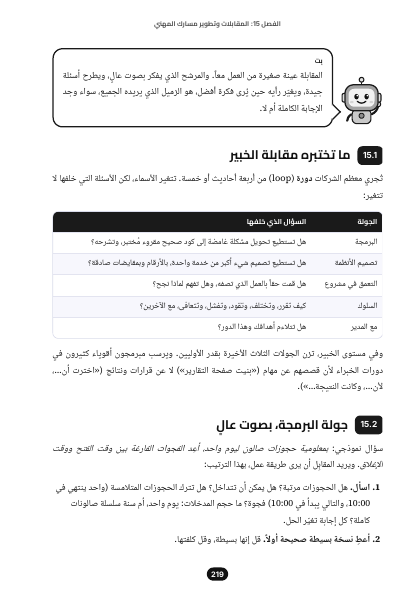 الفصل 15: المقابلات وتطوير مسارك المهني
بت
المقابلة عينة صغيرة من العمل معاً. والمرشح الذي يفكر بصوت عالٍ، ويطرح أسئلة
جيدة، ويغيّر رأيه حين يُرى فكرة أفضل، هو الزميل الذي يريده الجميع، سواء وجد
الإجابة الكاملة أم لا.
15.1 ما تختبره مقابلة الخبير
تُجري معظم الشركات دورة (loop) من أربعة أحاديث أو خمسة. تتغير الأسماء، لكن الأسئلة التي خلفها لا
تتغير:
الجولة السؤال الذي خلفها
البرمجة هل تستطيع تحويل مشكلة غامضة إلى كود صحيح مقروء مُختبر، وتشرحه؟
تصميم الأنظمة هل تستطيع تصميم شيء أكبر من خدمة واحدة، بالأرقام وبمقايضات صادقة؟
التعمق في مشروع هل قمت حقاً بالعمل الذي تصفه، وهل تفهم لماذا نجح؟
السلوك كيف تقرر، وتختلف، وتقود، وتفشل، وتتعافى، مع الآخرين؟
مع المدير هل تتلاءم أهدافك وهذا الدور؟
وفي مستوى الخبير، تزن الجولات الثلاث الأخيرة بقدر الأوليين. ويرسب مبرمجون أقوياء كثيرون في
دورات الخبراء لأن قصصهم عن مهام («بنيت صفحة التقارير») لا عن قرارات ونتائج («اخترت أن...،
لأن...، وكانت النتيجة...»).
15.2 جولة البرمجة، بصوت عالٍ
سؤال نموذجي: بمعلومية حجوزات صالون ليوم واحد، أعد الفجوات الفارغة بين وقت الفتح ووقت
الإغلاق. ويريد المقابِل أن يرى طريقة عمل، بهذا الترتيب:
1. اسأل. هل الحجوزات مرتبة؟ هل يمكن أن تتداخل؟ هل تترك الحجوزات المتلامسة (واحد ينتهي في
10:00، والتالي يبدأ في 10:00) فجوة؟ ما حجم المدخلات: يوم واحد، أم سنة سلسلة صالونات
كاملة؟ كل إجابة تغيّر الحل.
2. أعطِ نسخة بسيطة صحيحة أولاً. قل إنها بسيطة، وقل كلفتها.
219